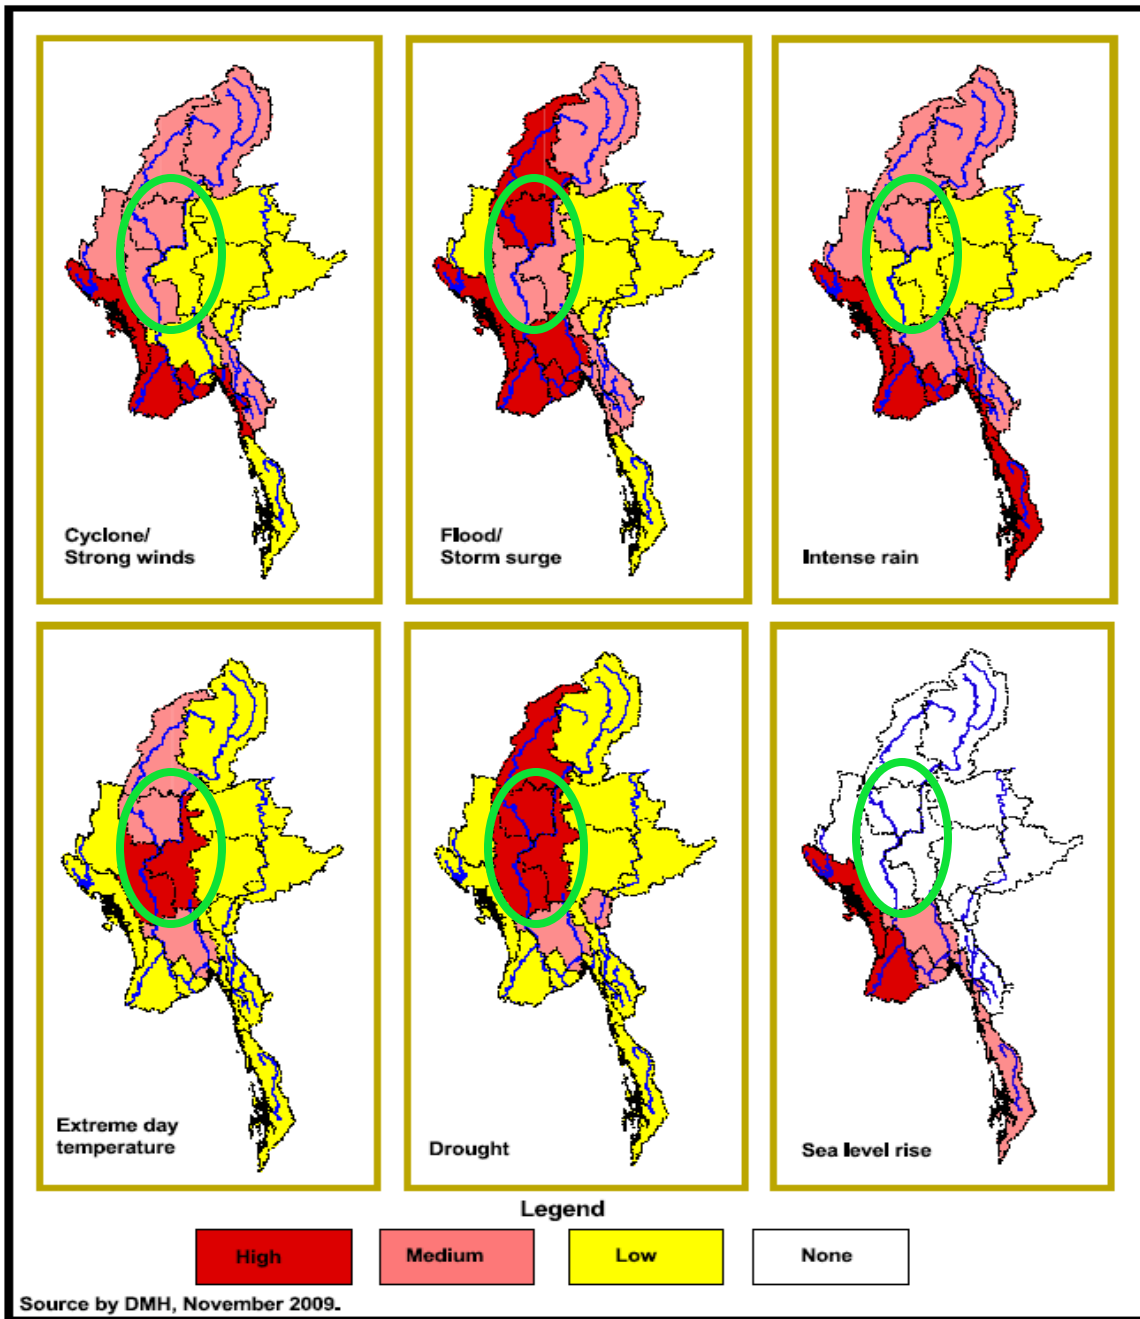 Cyclone/
Strong winds
Flood/
Storm surge
Intense rain
Extreme day
temperature
Drought
Sea level rise
Legend
High
Medium
Low
None
Source by DMH, November 2009.